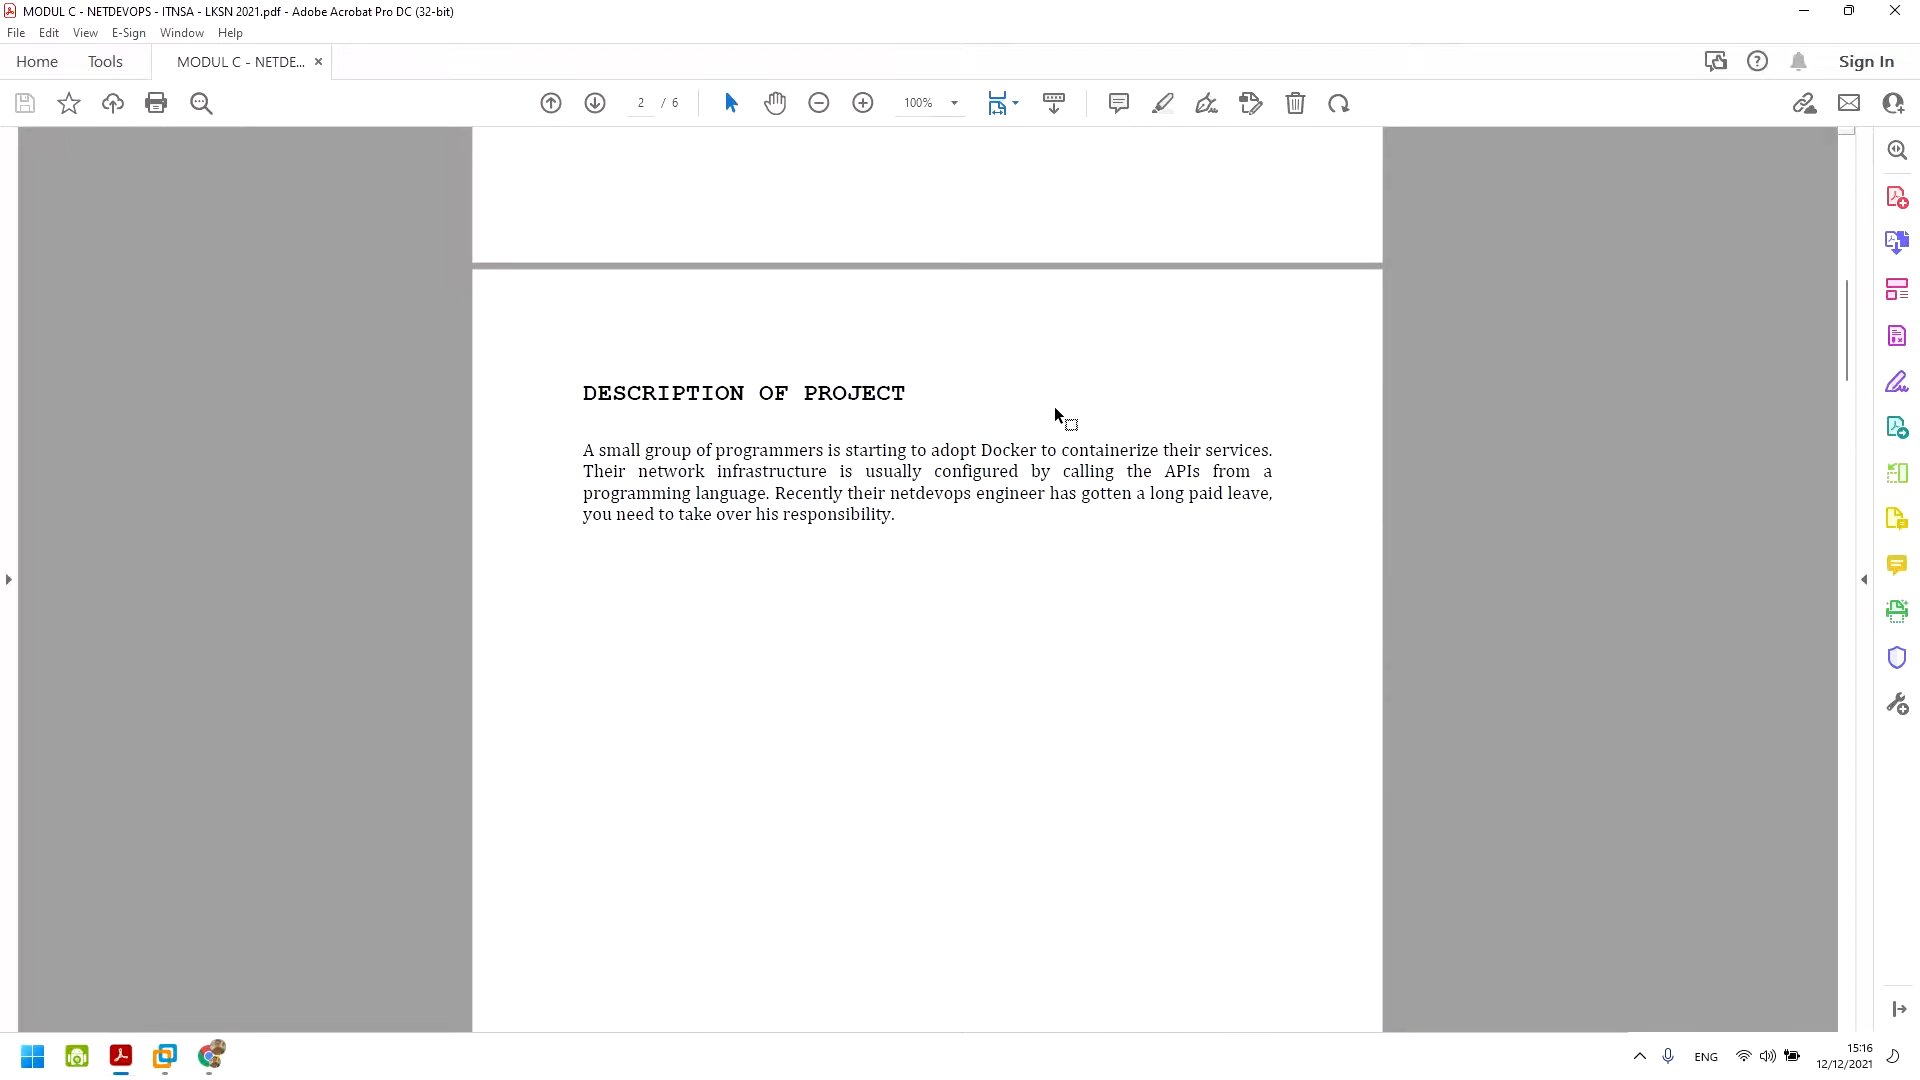 MODUL C - NETDEVOPS - ITNSA - LKSN 2021.pdf - Adobe Acrobat Pro DC (32-bit)
File Edit View E-Sign Window Help
Home Tools MODUL C - NETDE... × Sign In
2 / 6 100%
DESCRIPTION OF PROJECT
A small group of programmers is starting to adopt Docker to containerize their services.
Their network infrastructure is usually configured by calling the APIs from a
programming language. Recently their netdevops engineer has gotten a long paid leave,
you need to take over his responsibility.
ENG
15:16
12/12/2021